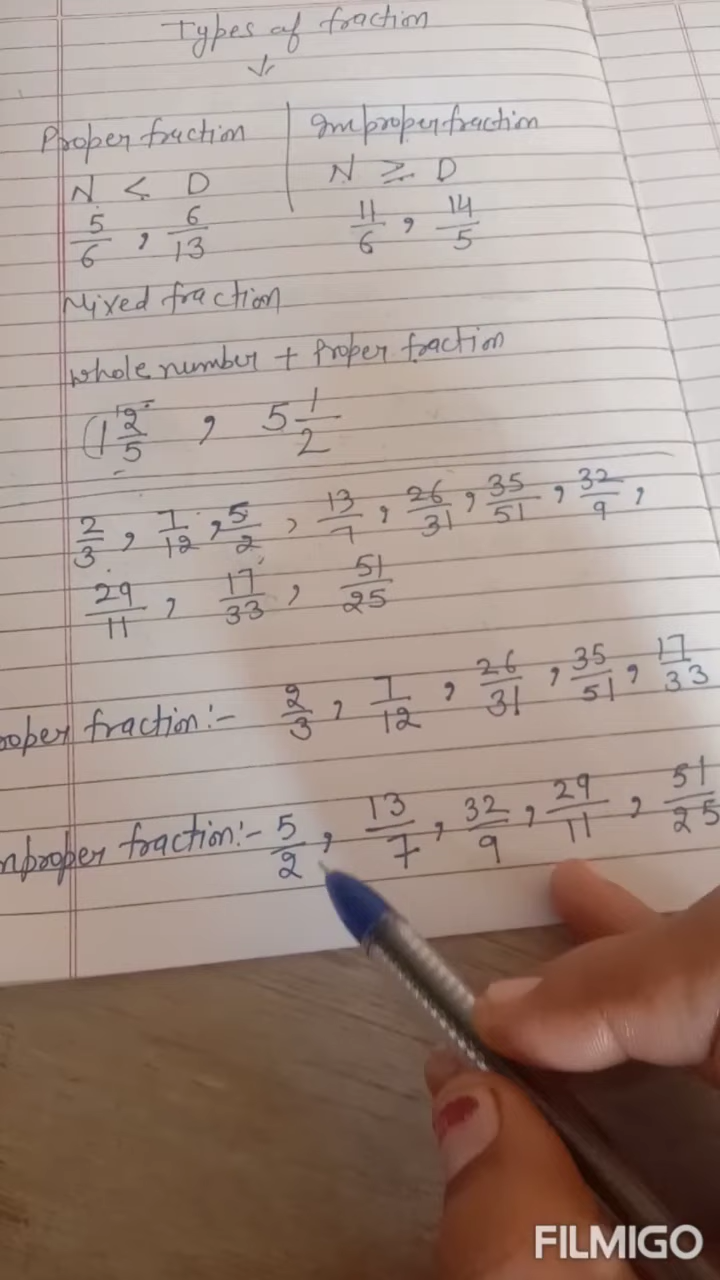 Types of fraction
↓
Proper fraction | Improper fraction
N < D | N ≥ D
5/6 , 6/13 | 11/6 , 14/5
Mixed fraction
whole number + Proper fraction
1 2/5 , 5 1/2
2/3 , 7/12 , 5/2 , 13/7 , 26/31 , 35/51 , 32/9 ,
29/11 , 17/33 , 51/25
oper fraction:- 2/3 , 7/12 , 26/31 , 35/51 , 17/33
mproper fraction:- 5/2 , 13/7 , 32/9 , 29/11 , 51/25
FILMIGO